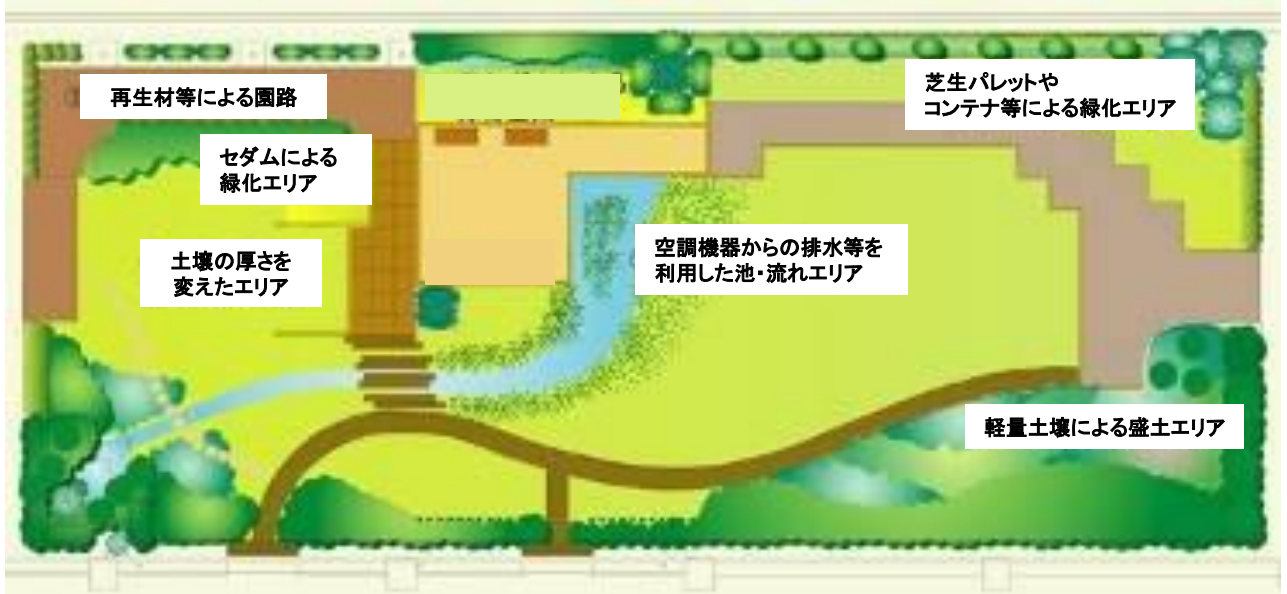 再生材等による園路
セダムによる
緑化エリア
土壌の厚さを
変えたエリア
芝生パレットや
コンテナ等による緑化エリア
空調機器からの排水等を
利用した池・流れエリア
軽量土壌による盛土エリア